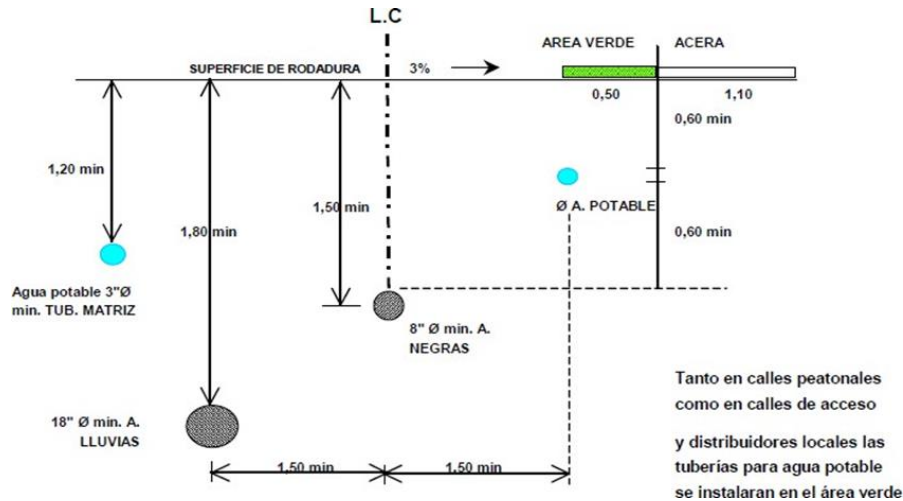 L.C
AREA VERDE
ACERA
SUPERFICIE DE RODADURA
3%
0,50
1,10
0,60 min
1,20 min
1,50 min
1,80 min
Ø A. POTABLE
0,60 min
Agua potable 3"Ø
min. TUB. MATRIZ
8" Ø min. A.
NEGRAS
18" Ø min. A.
LLUVIAS
1,50 min
1,50 min
Tanto en calles peatonales
como en calles de acceso
y distribuidores locales las
tuberías para agua potable
se instalaran en el área verde